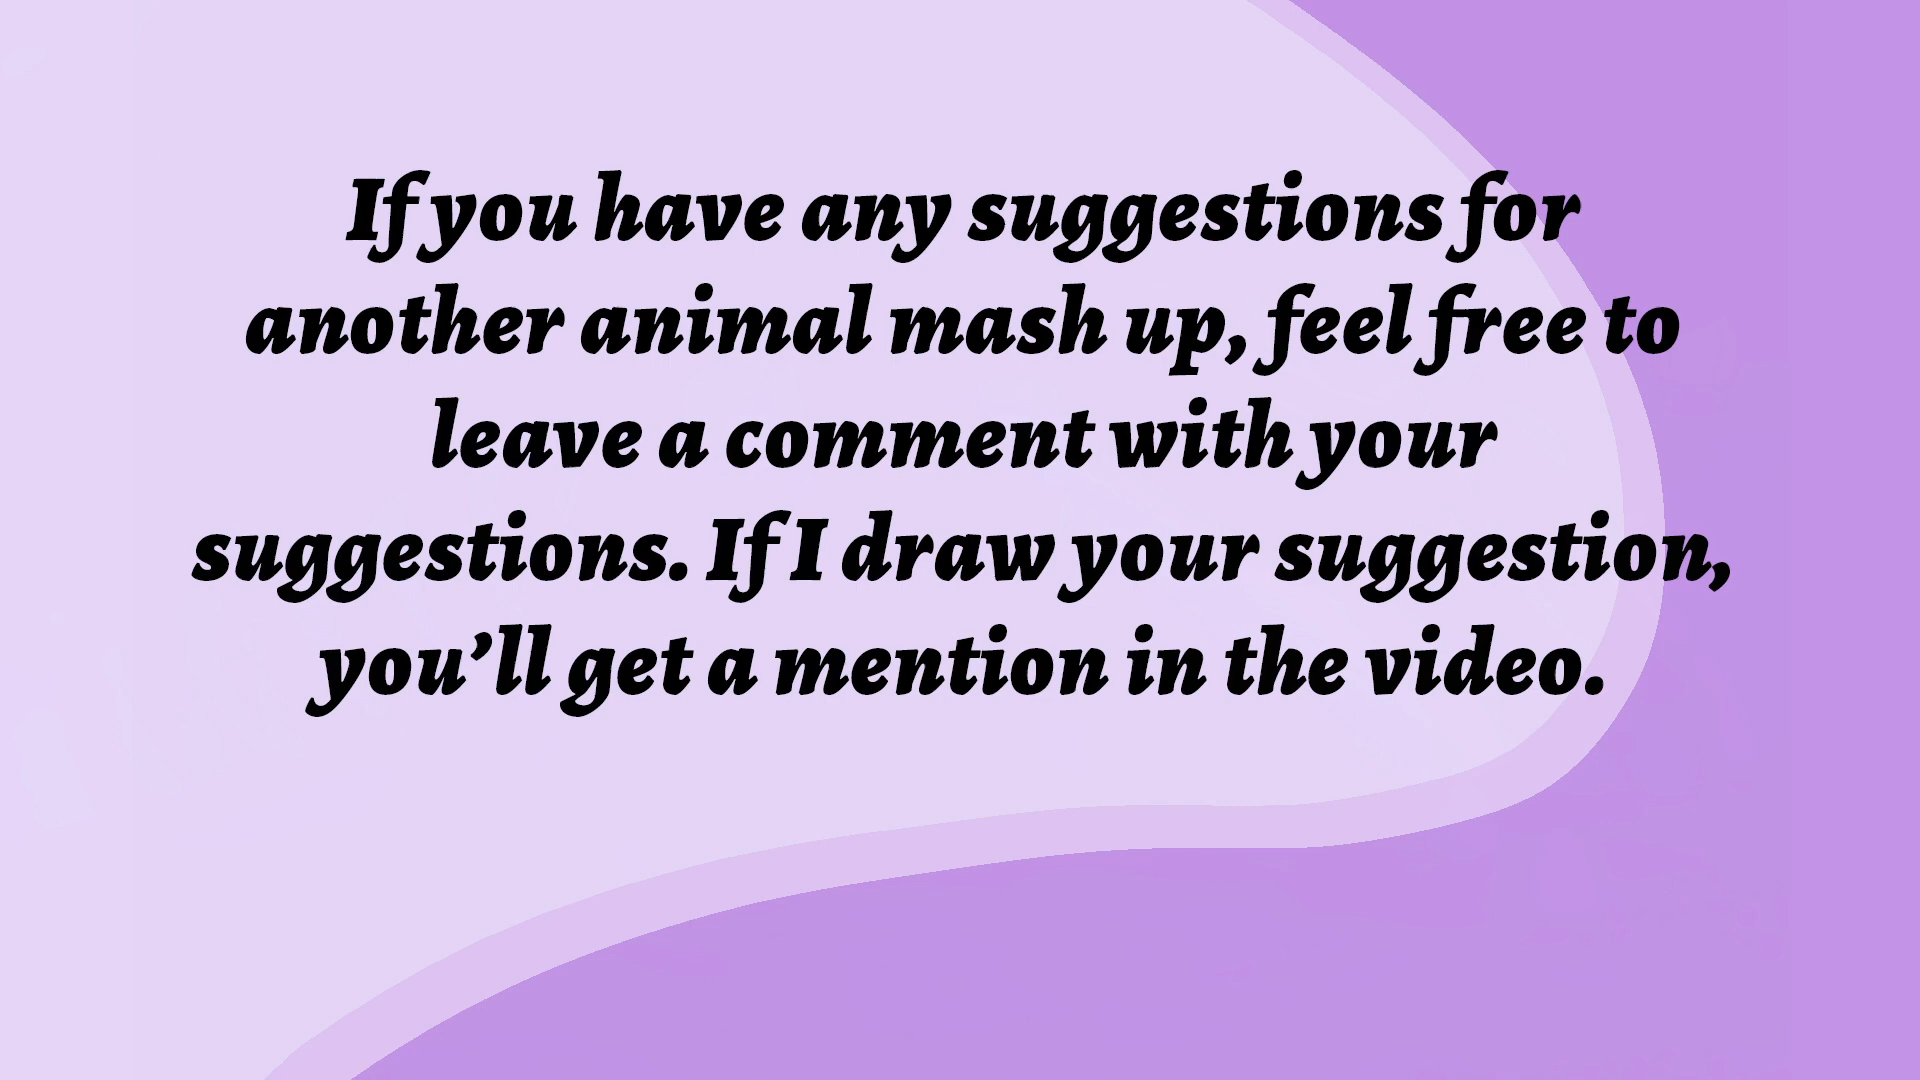 If you have any suggestions for
another animal mash up, feel free to
leave a comment with your
suggestions. If I draw your suggestion,
you’ll get a mention in the video.